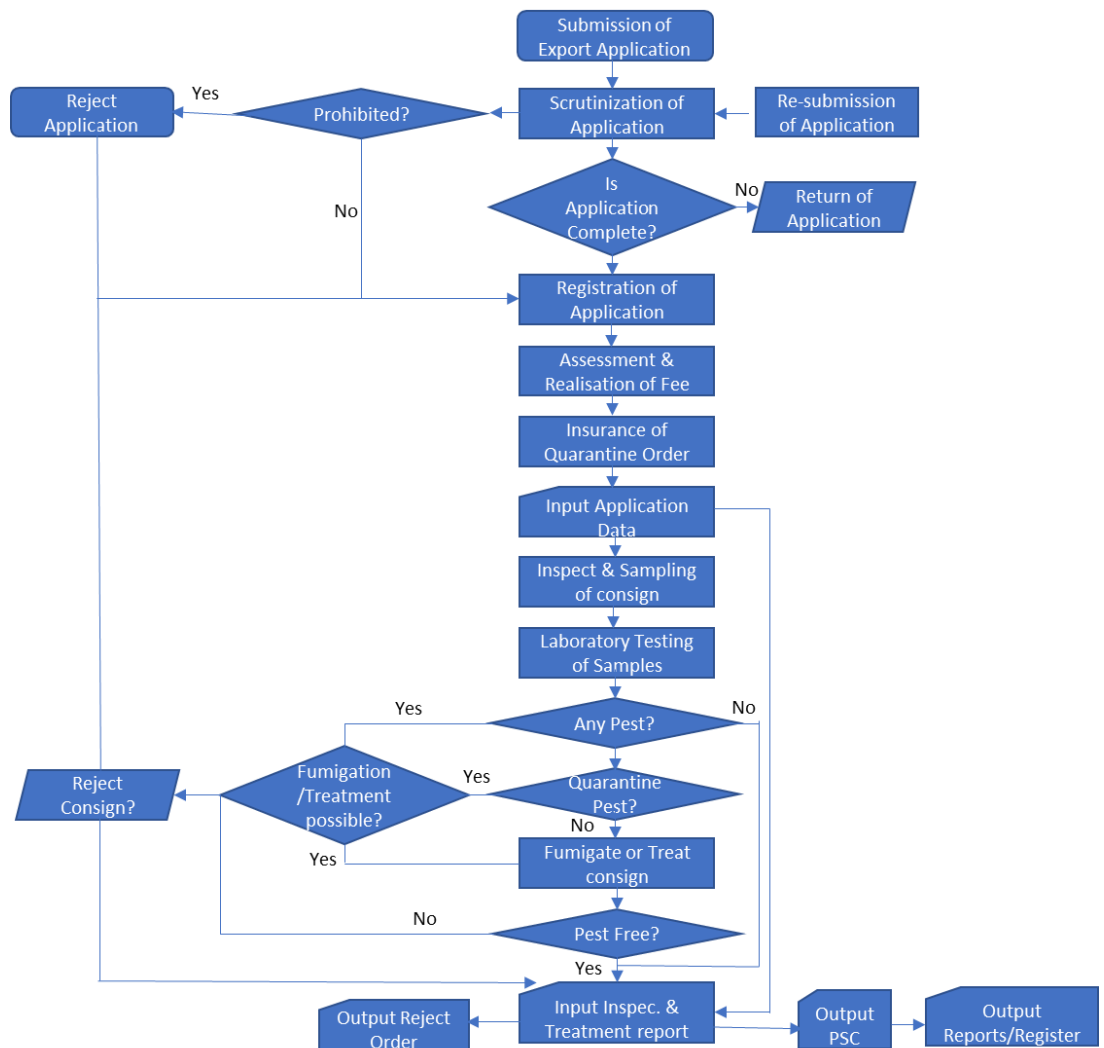 Submission of
Export Application
Reject
Application
Yes
Prohibited?
Scrutinization of
Application
Re-submission
of Application
No
Is
Application
Complete?
No
Return of
Application
Registration of
Application
Assessment &
Realisation of Fee
Insurance of
Quarantine Order
Input Application
Data
Inspect & Sampling
of consign
Laboratory Testing
of Samples
Yes
Any Pest?
No
Reject
Consign?
Fumigation
/Treatment
possible?
Yes
Quarantine
Pest?
No
Yes
Fumigate or Treat
consign
No
Pest Free?
Yes
Input Inspec. &
Treatment report
Output Reject
Order
Output
PSC
Output
Reports/Register